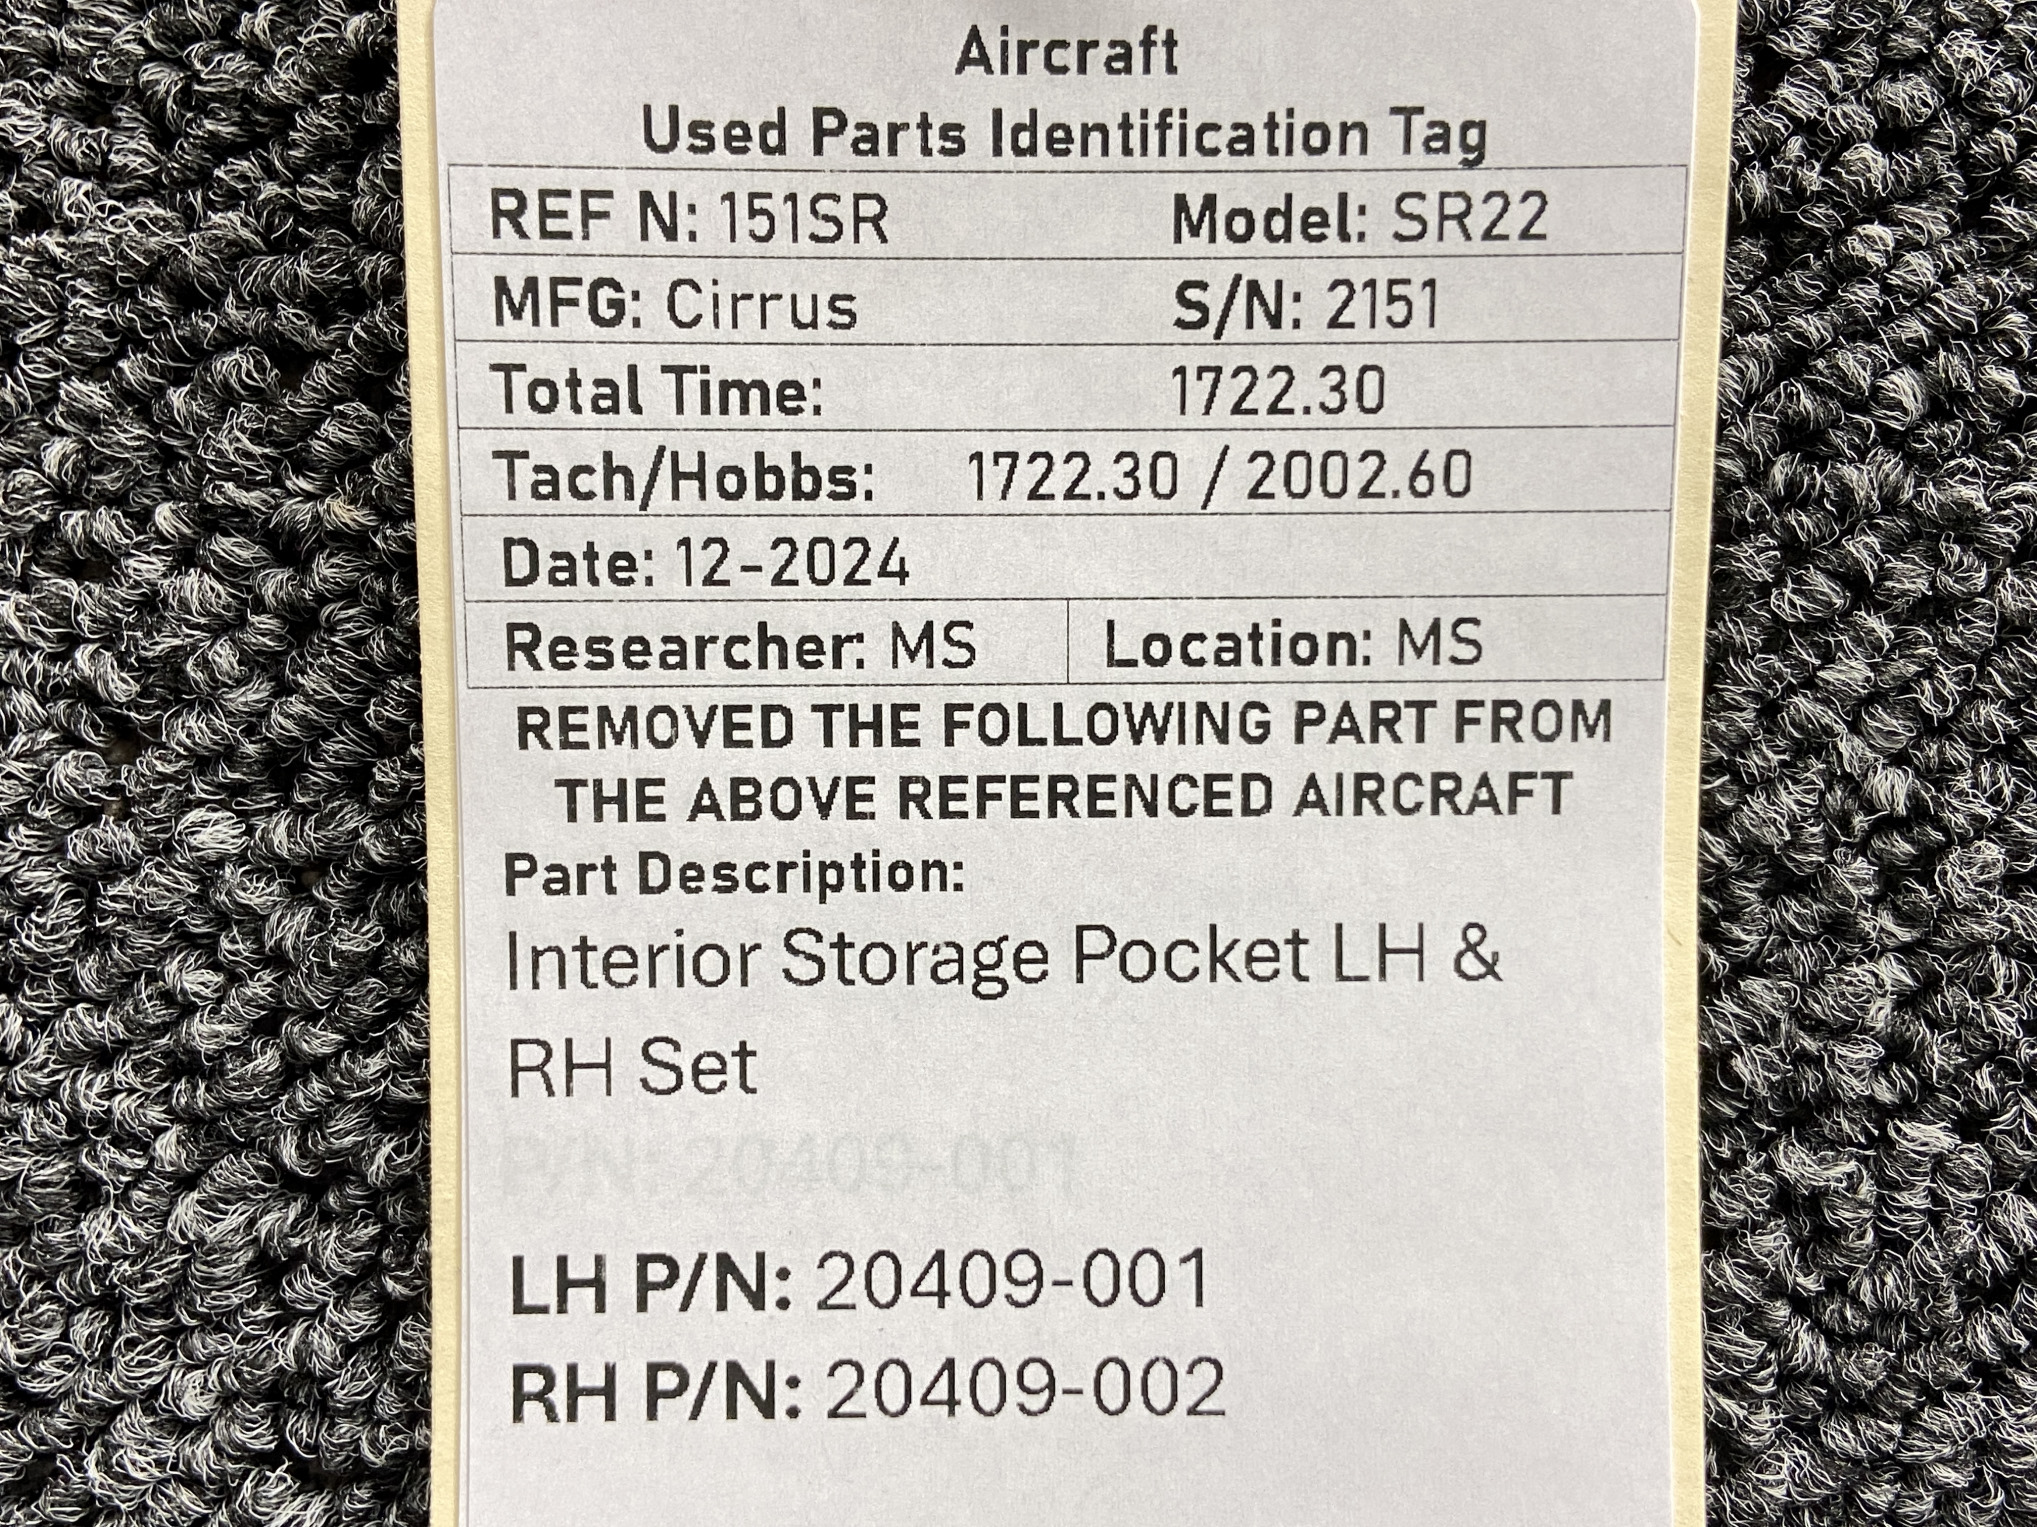 Aircraft
Used Parts Identification Tag
REF N: 151SR Model: SR22
MFG: Cirrus S/N: 2151
Total Time: 1722.30
Tach/Hobbs: 1722.30 / 2002.60
Date: 12-2024
Researcher: MS Location: MS
REMOVED THE FOLLOWING PART FROM
THE ABOVE REFERENCED AIRCRAFT
Part Description:
Interior Storage Pocket LH &
RH Set
P/N: 20409-001
LH P/N: 20409-001
RH P/N: 20409-002